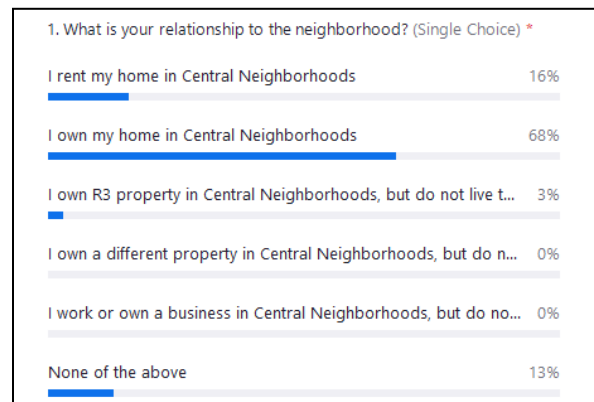 1. What is your relationship to the neighborhood? (Single Choice) *
I rent my home in Central Neighborhoods 16%
I own my home in Central Neighborhoods 68%
I own R3 property in Central Neighborhoods, but do not live t... 3%
I own a different property in Central Neighborhoods, but do n... 0%
I work or own a business in Central Neighborhoods, but do no... 0%
None of the above 13%